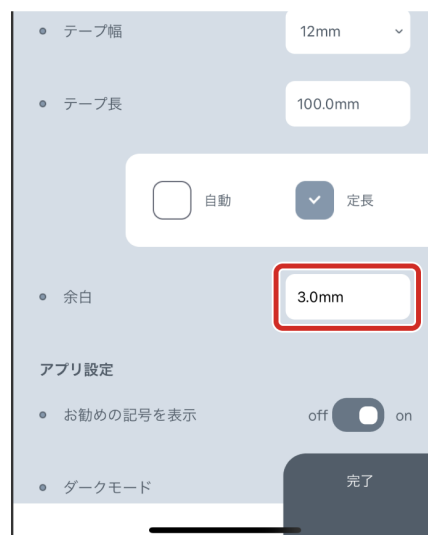 テープ幅 12mm
テープ長 100.0mm
自動 定長
余白 3.0mm
アプリ設定
お勧めの記号を表示 off on
ダークモード
完了